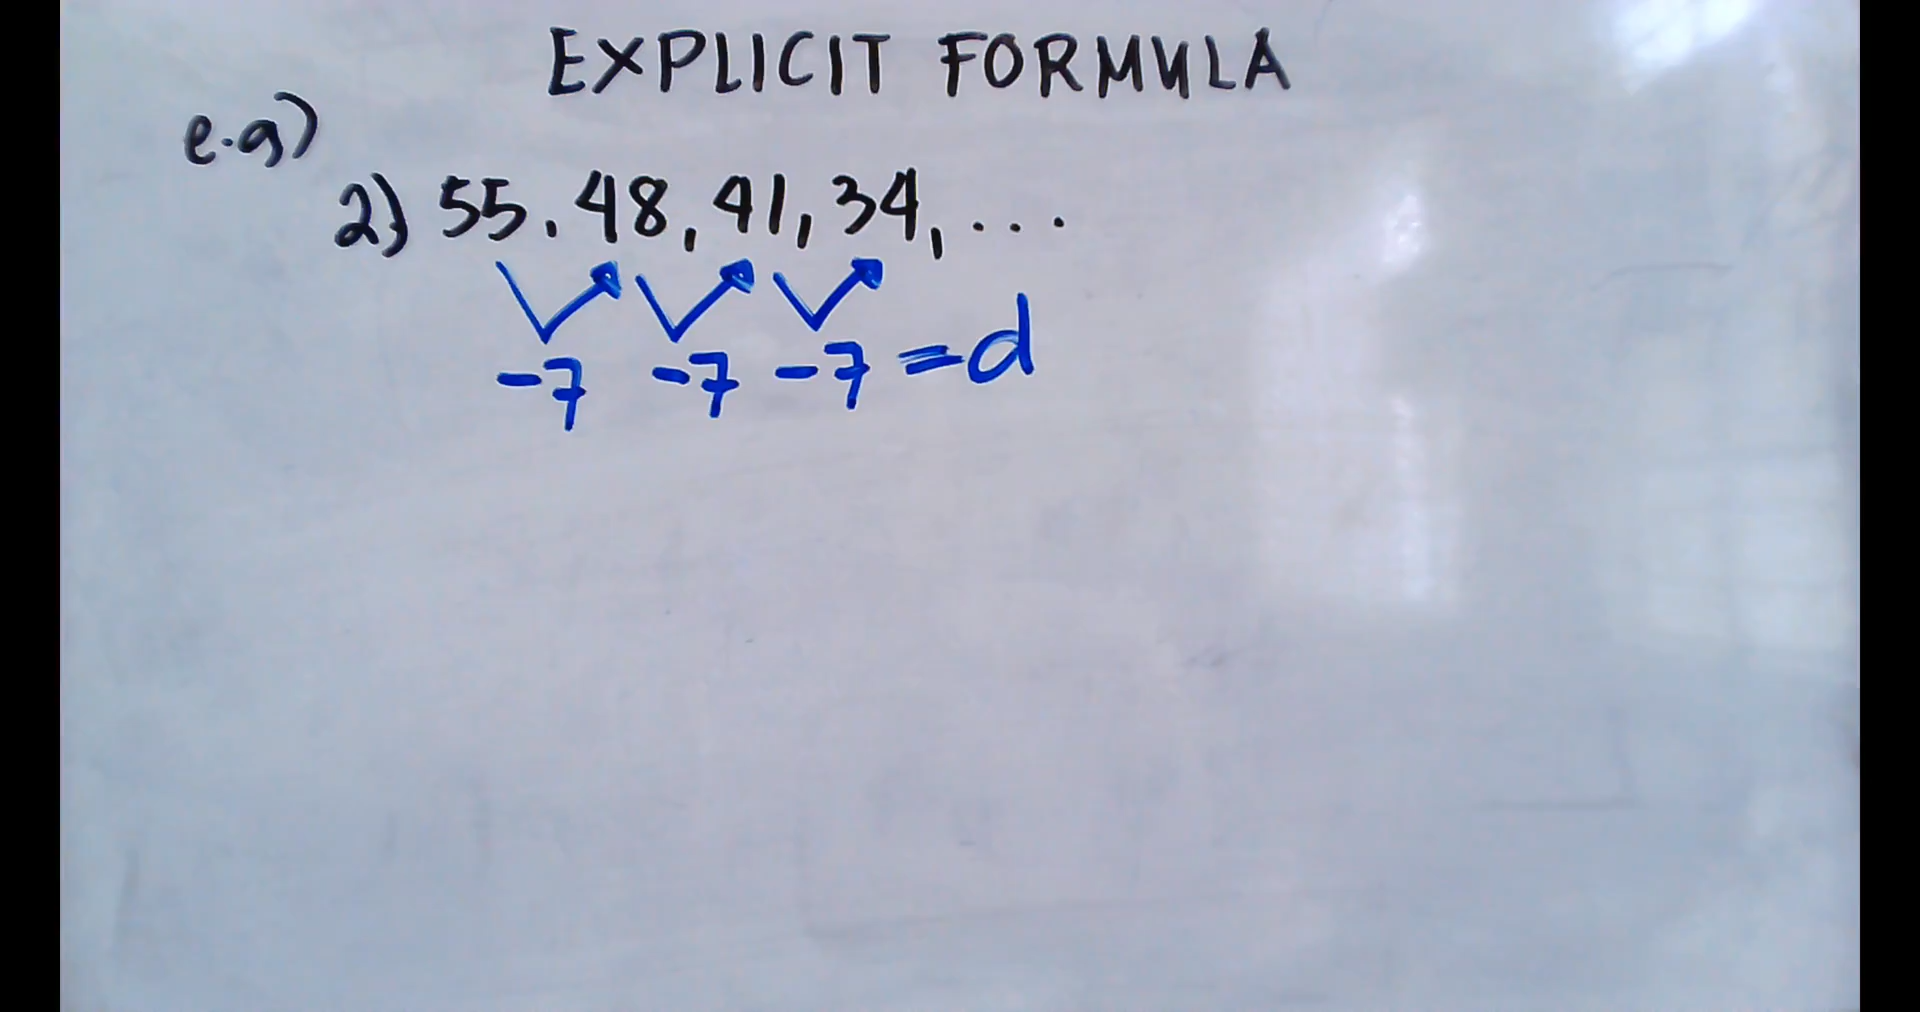 EXPLICIT FORMULA
e.g)
2) 55, 48, 41, 34, ...
-7 -7 -7 = d